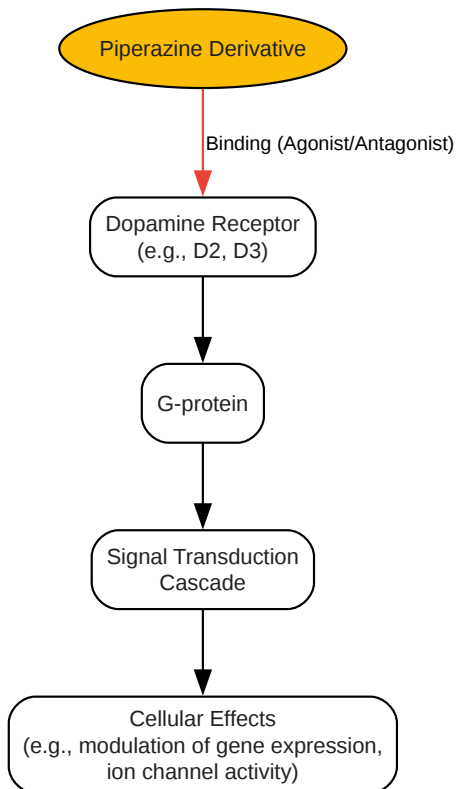 Piperazine Derivative
Binding (Agonist/Antagonist)
Dopamine Receptor
(e.g., D2, D3)
G-protein
Signal Transduction
Cascade
Cellular Effects
(e.g., modulation of gene expression,
ion channel activity)